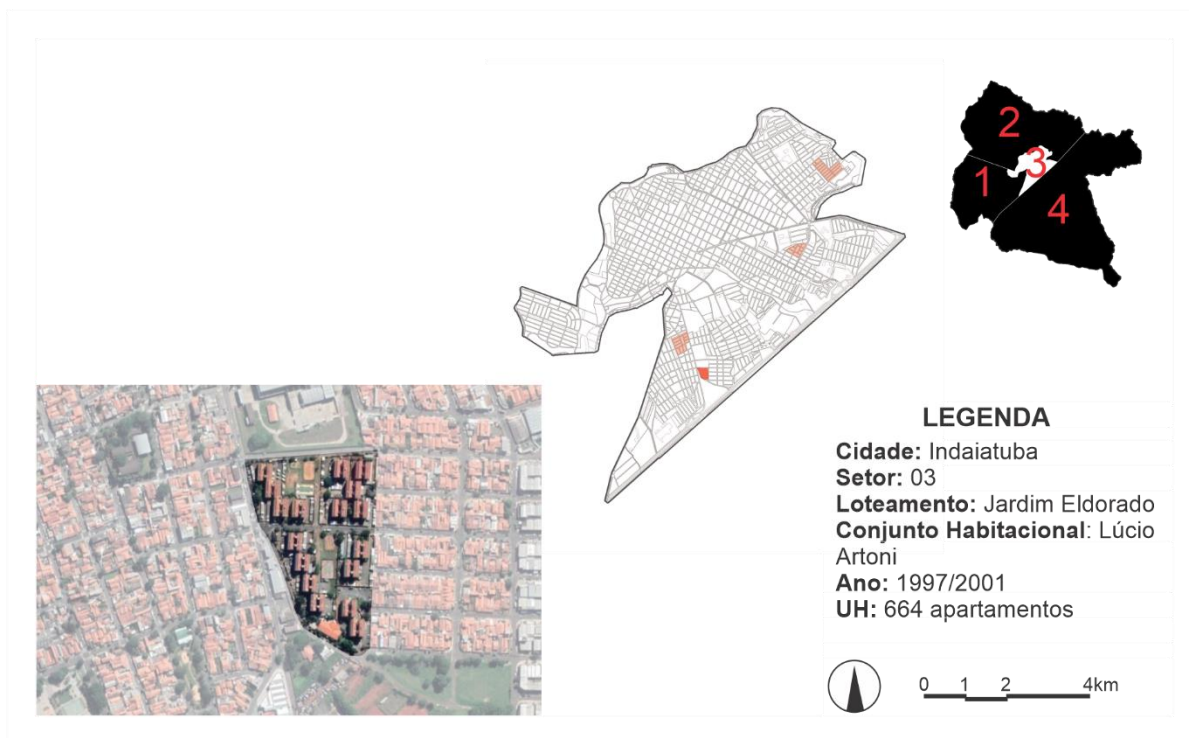 2
3
1
4
LEGENDA
Cidade: Indaiatuba
Setor: 03
Loteamento: Jardim Eldorado
Conjunto Habitacional: Lúcio
Artoni
Ano: 1997/2001
UH: 664 apartamentos
0 1 2 4km